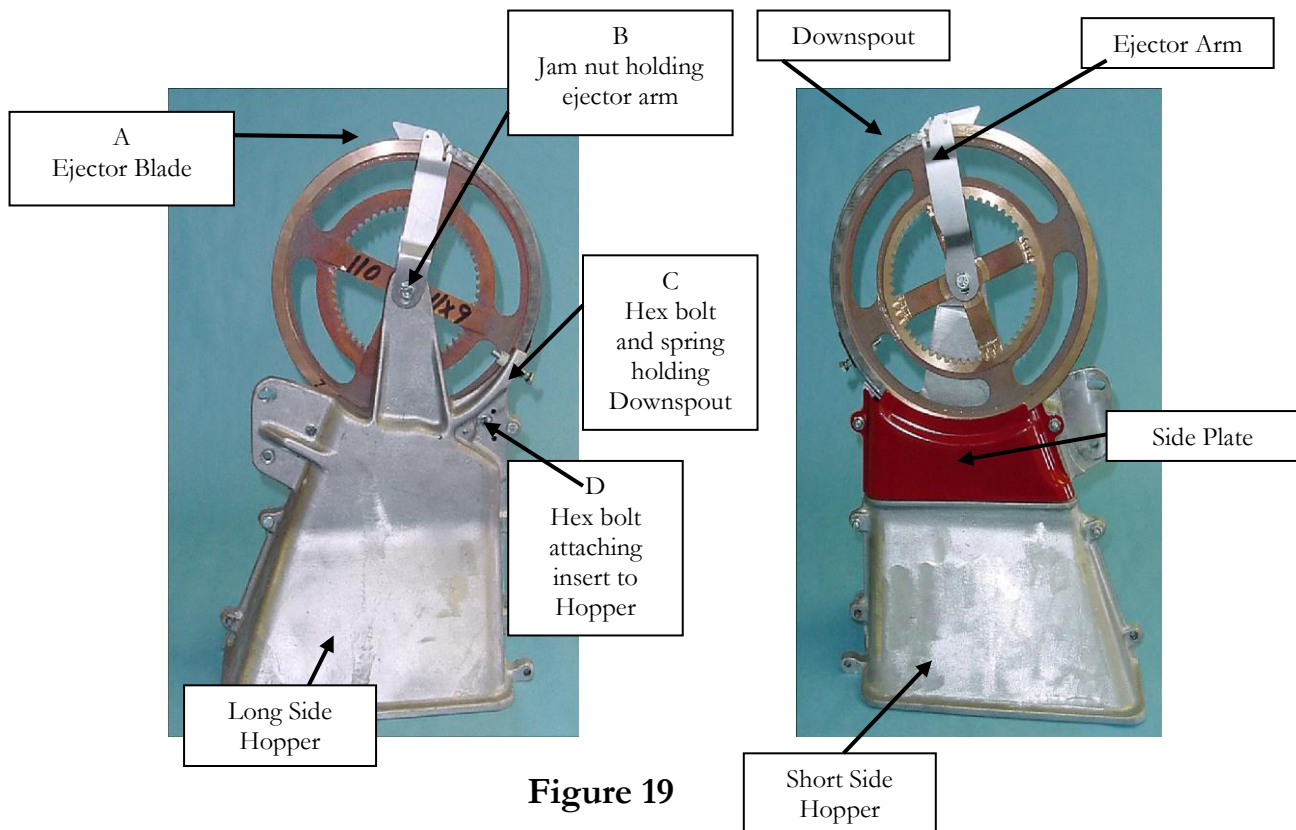 A
Ejector Blade
B
Jam nut holding
ejector arm
C
Hex bolt
and spring
holding
Downspout
D
Hex bolt
attaching
insert to
Hopper
Long Side
Hopper
110
11x9
7
Downspout
Ejector Arm
Side Plate
Short Side
Hopper
Figure 19